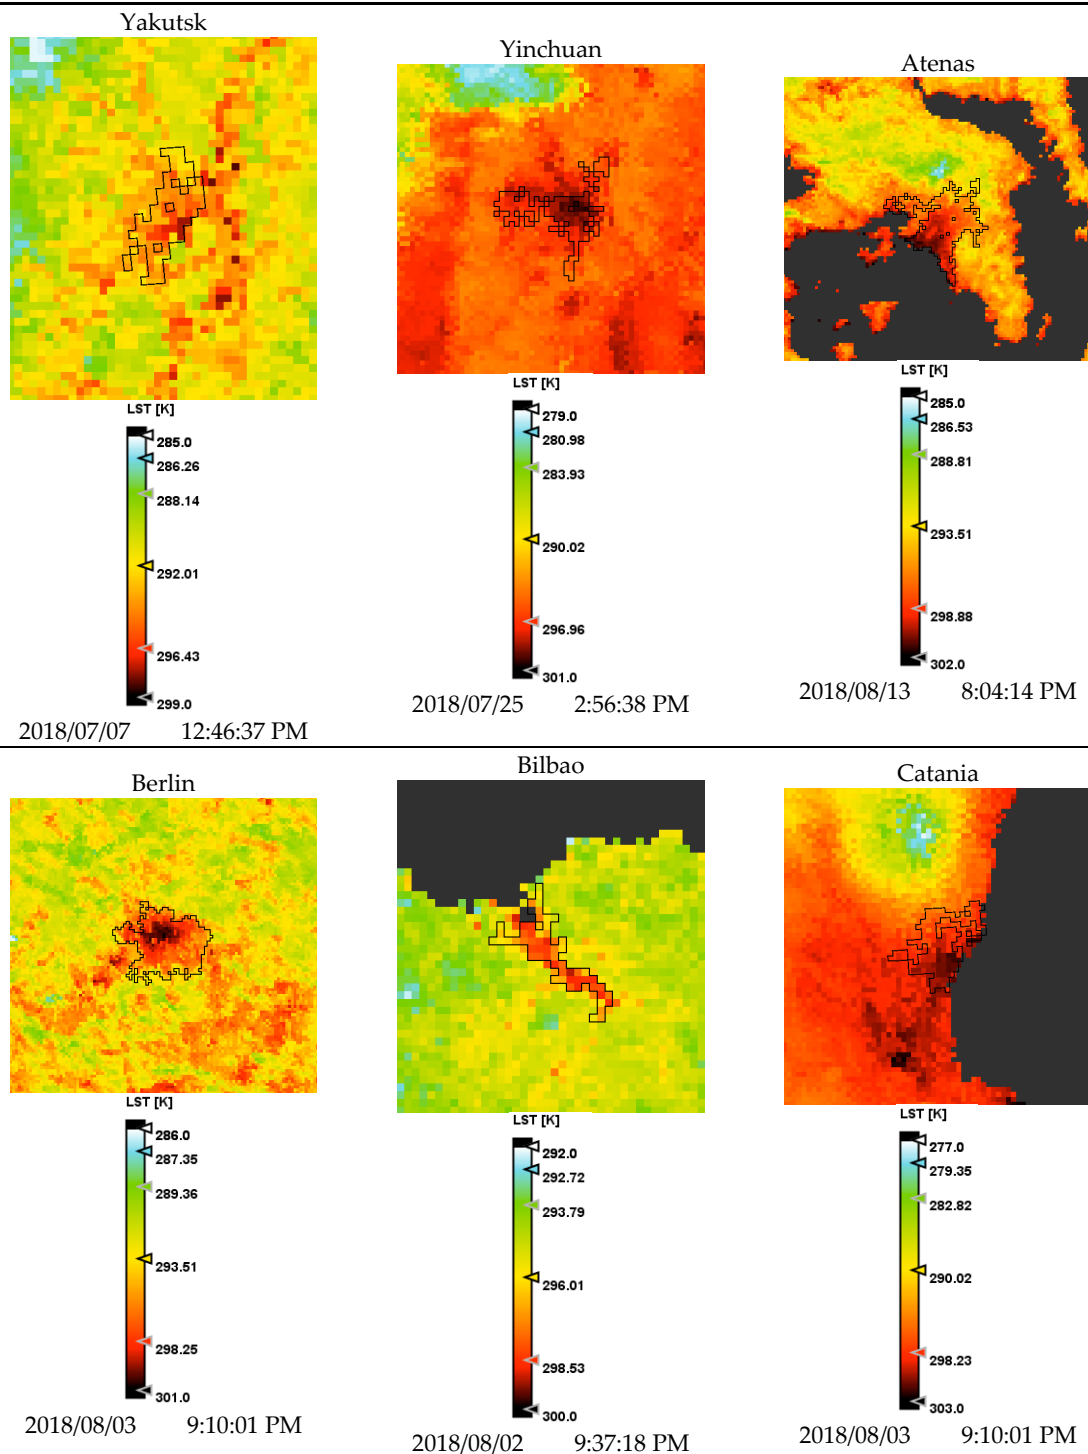 Yakutsk
Yinchuan
Atenas
LST [K]
285.0
286.26
288.14
292.01
296.43
299.0
2018/07/07 12:46:37 PM
LST [K]
279.0
280.98
283.93
290.02
296.96
301.0
2018/07/25 2:56:38 PM
LST [K]
285.0
286.53
288.81
293.51
298.88
302.0
2018/08/13 8:04:14 PM
Berlin
Bilbao
Catania
LST [K]
286.0
287.35
289.36
293.51
298.25
301.0
2018/08/03 9:10:01 PM
LST [K]
292.0
292.72
293.79
296.01
298.53
300.0
2018/08/02 9:37:18 PM
LST [K]
277.0
279.35
282.82
290.02
298.23
303.0
2018/08/03 9:10:01 PM